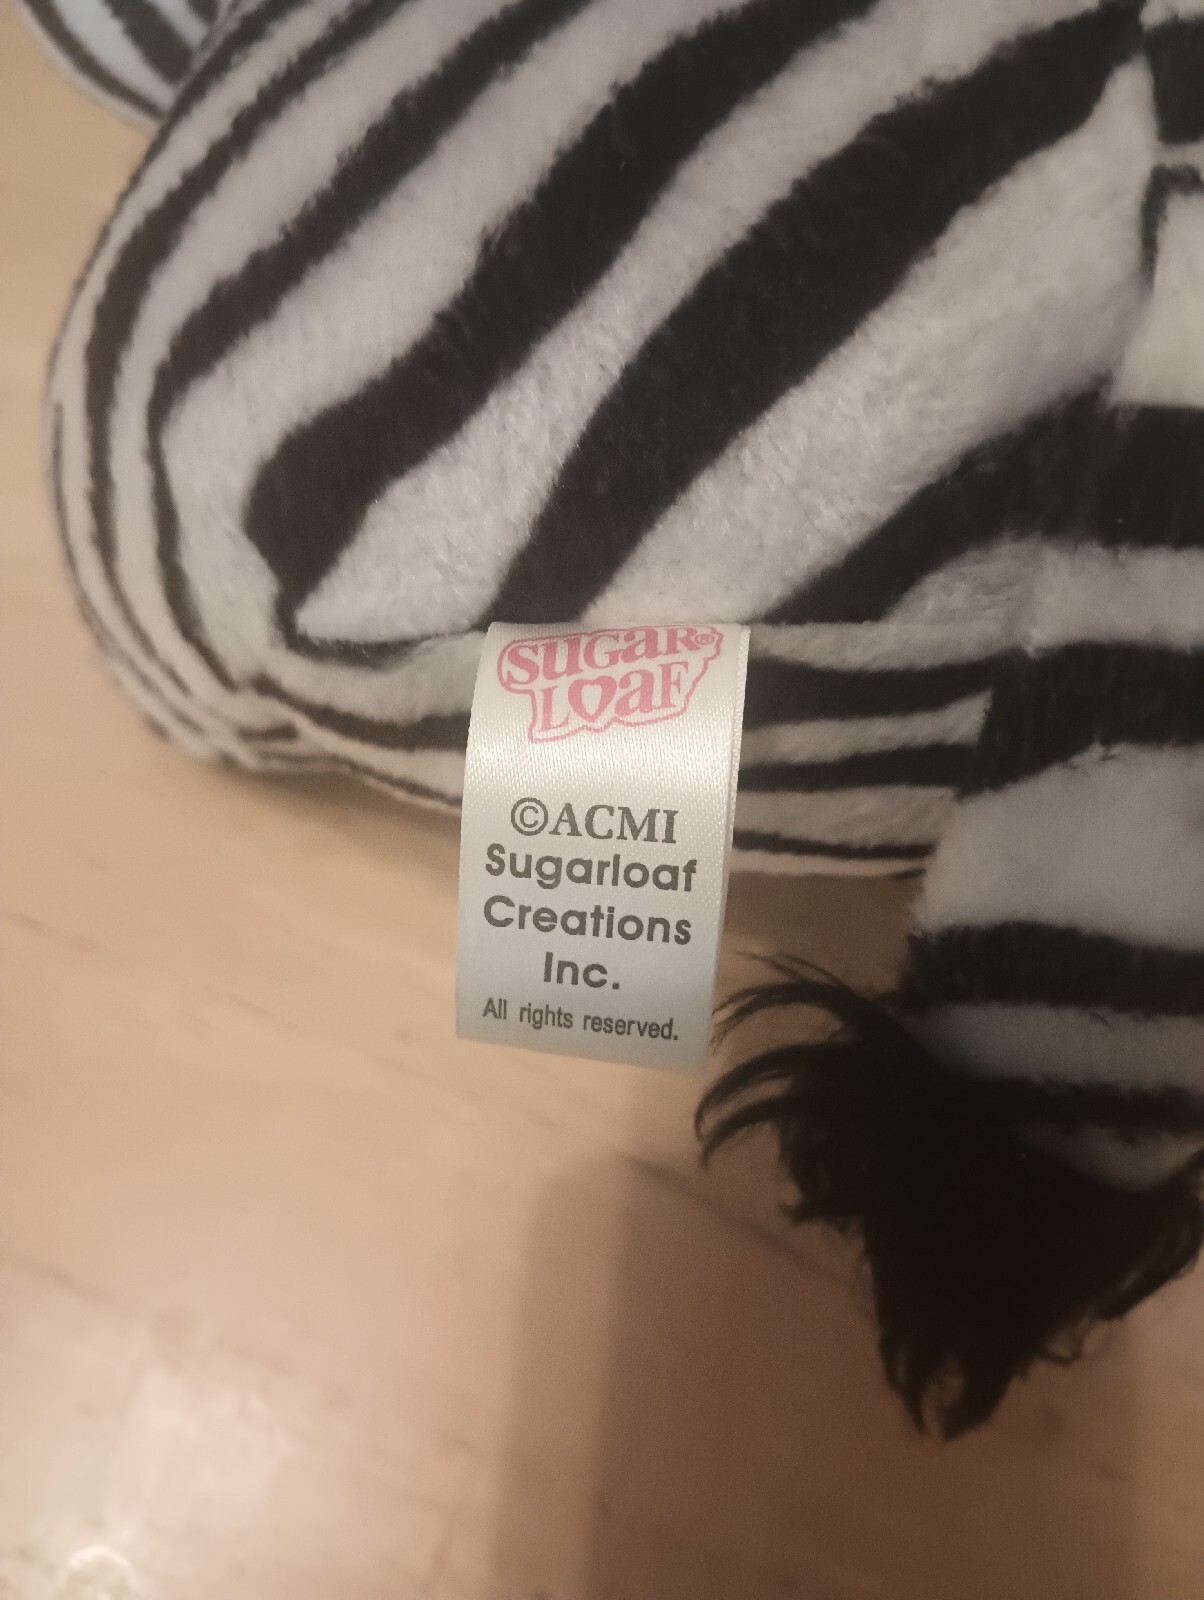 SUGAR®
LOAF
©ACMI
Sugarloaf
Creations
Inc.
All rights reserved.